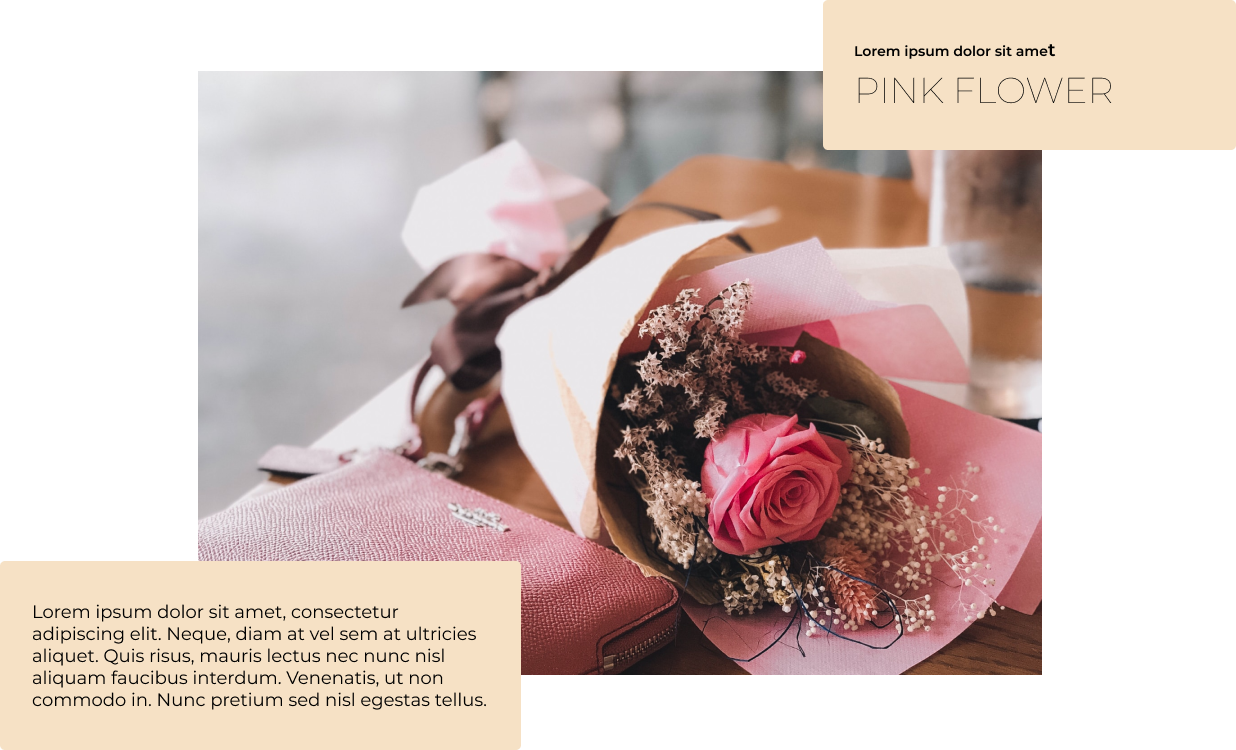 Lorem ipsum dolor sit amet
PINK FLOWER
Lorem ipsum dolor sit amet, consectetur
adipiscing elit. Neque, diam at vel sem at ultricies
aliquet. Quis risus, mauris lectus nec nunc nisl
aliquam faucibus interdum. Venenatis, ut non
commodo in. Nunc pretium sed nisl egestas tellus.